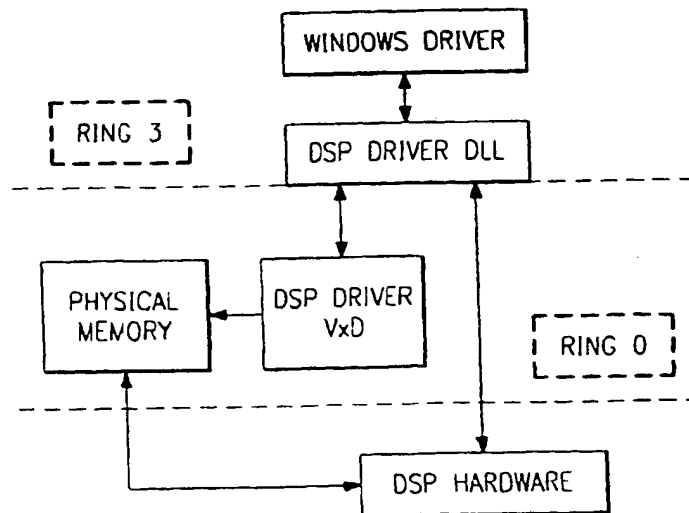 WINDOWS DRIVER
RING 3
DSP DRIVER DLL
PHYSICAL
MEMORY
DSP DRIVER
VxD
RING 0
DSP HARDWARE